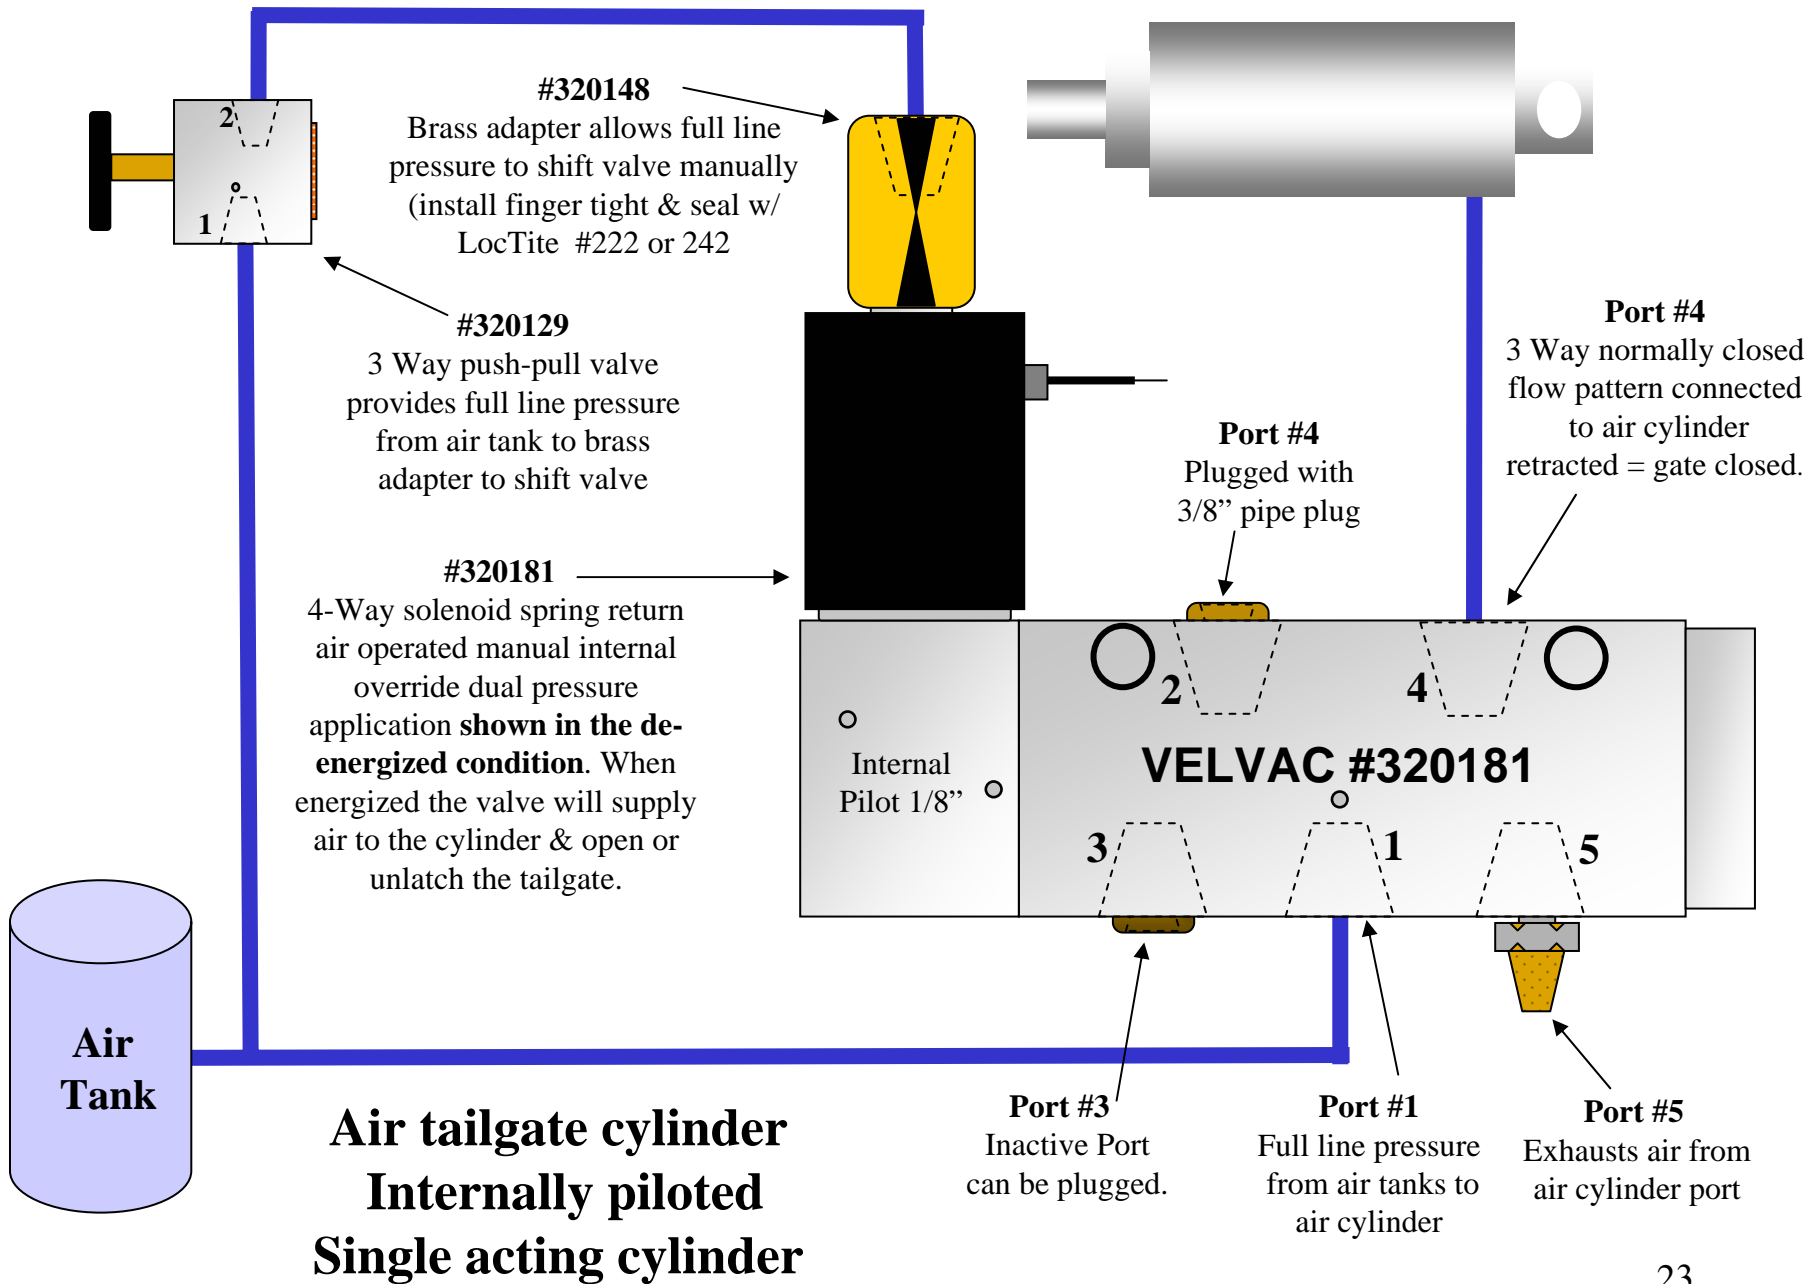 2
1
#320148
Brass adapter allows full line
pressure to shift valve manually
(install finger tight & seal w/
LocTite #222 or 242
#320129
3 Way push-pull valve
provides full line pressure
from air tank to brass
adapter to shift valve
Port #4
3 Way normally closed
flow pattern connected
to air cylinder
retracted = gate closed.
Port #4
Plugged with
3/8” pipe plug
#320181
4-Way solenoid spring return
air operated manual internal
override dual pressure
application shown in the de-
energized condition. When
energized the valve will supply
air to the cylinder & open or
unlatch the tailgate.
2
4
Internal
Pilot 1/8”
VELVAC #320181
3
1
5
Air
Tank
Port #3
Inactive Port
can be plugged.
Port #1
Full line pressure
from air tanks to
air cylinder
Port #5
Exhausts air from
air cylinder port
Air tailgate cylinder
Internally piloted
Single acting cylinder
23